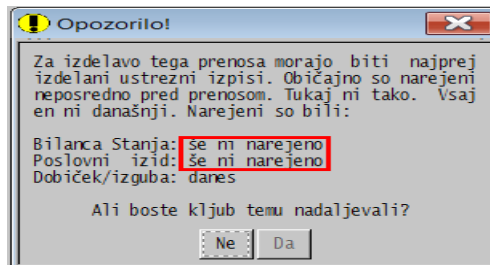 Opozorilo!
Za izdelavo tega prenosa morajo biti najprej
izdelani ustrezni izpisi. Običajno so narejeni
neposredno pred prenosom. Tukaj ni tako. Vsaj
en ni današnji. Narejeni so bili:
Bilanca Stanja: še ni narejeno
Poslovni izid: še ni narejeno
Dobiček/izguba: danes
Ali boste kljub temu nadaljevali?
Ne Da